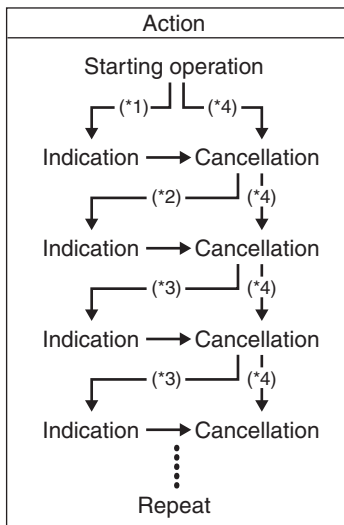 Action
Starting operation
(*1) (*4)
Indication Cancellation
(*2) (*4)
Indication Cancellation
(*3) (*4)
Indication Cancellation
(*3) (*4)
Indication Cancellation
Repeat